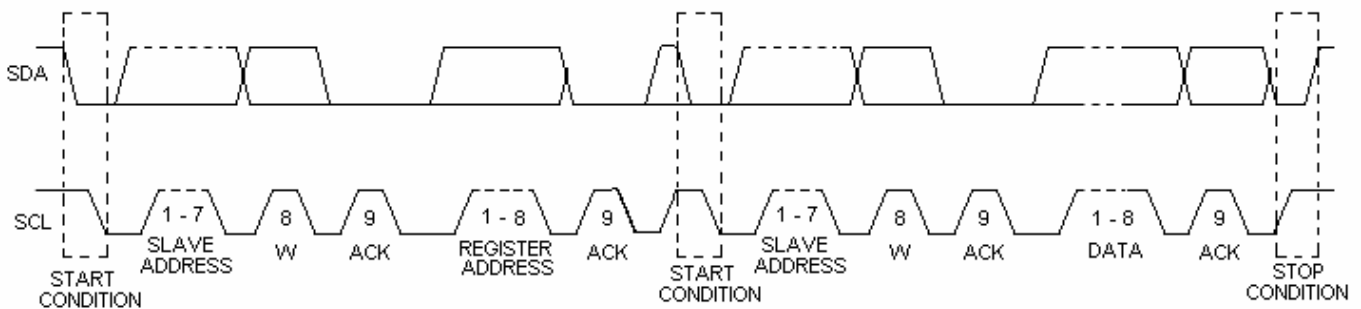 SDA
SCL
1 - 7
8
9
1 - 8
9
1 - 7
8
9
1 - 8
9
SLAVE
ADDRESS
W
ACK
REGISTER
ADDRESS
ACK
SLAVE
ADDRESS
W
ACK
DATA
ACK
START
CONDITION
START
CONDITION
STOP
CONDITION